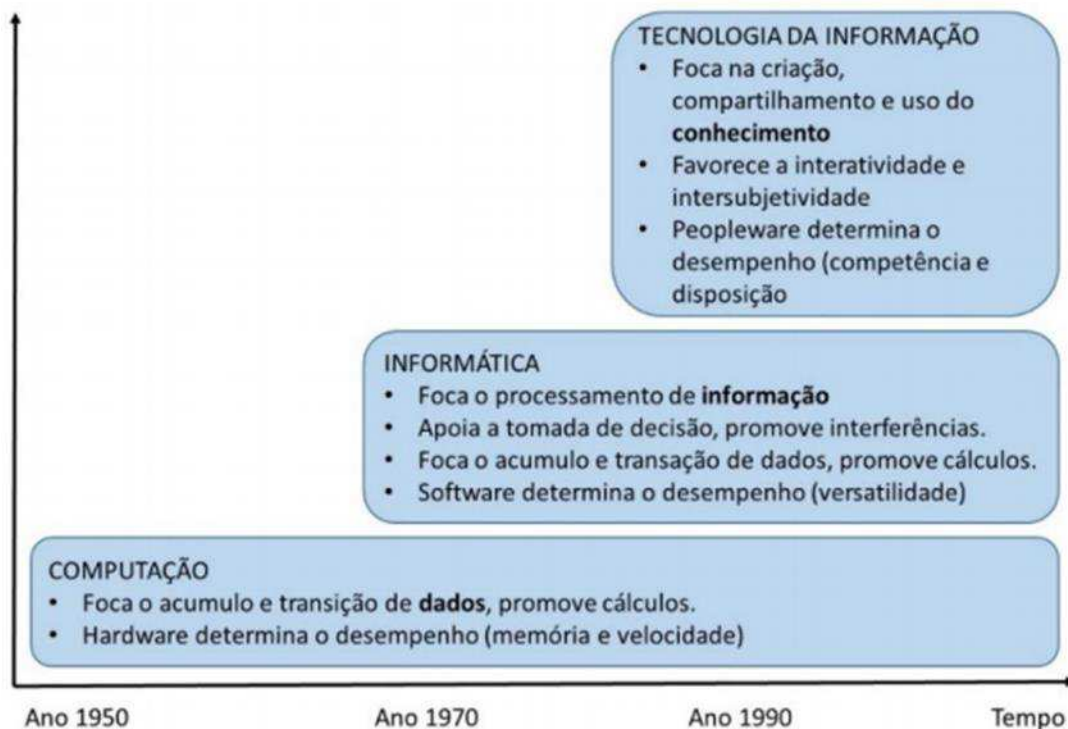 TECNOLOGIA DA INFORMAÇÃO
• Foca na criação,
compartilhamento e uso do
conhecimento
• Favorece a interatividade e
intersubjetividade
• Peopleware determina o
desempenho (competência e
disposição
INFORMÁTICA
• Foca o processamento de informação
• Apoia a tomada de decisão, promove interferências.
• Foca o acumulo e transação de dados, promove cálculos.
• Software determina o desempenho (versatilidade)
COMPUTAÇÃO
• Foca o acumulo e transição de dados, promove cálculos.
• Hardware determina o desempenho (memória e velocidade)
Ano 1950 Ano 1970 Ano 1990 Tempo